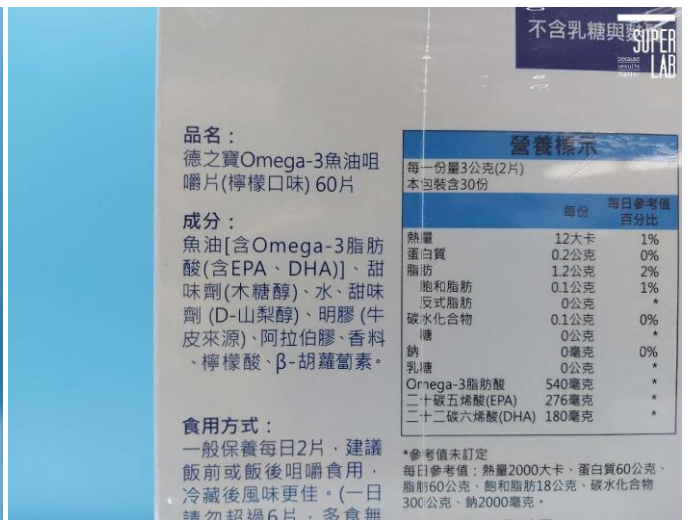 不含乳糖與麩
SUPER
LAB
because
results
matter
品名：
德之寶Omega-3魚油咀
嚼片(檸檬口味) 60片
成分：
魚油[含Omega-3脂肪
酸(含EPA、DHA)]、甜
味劑(木糖醇)、水、甜味
劑 (D-山梨醇)、明膠 (牛
皮來源)、阿拉伯膠、香料
、檸檬酸、β-胡蘿蔔素。
食用方式：
一般保養每日2片，建議
飯前或飯後咀嚼食用，
冷藏後風味更佳。(一日
請勿超過6片，多食無
營養標示
每一份量3公克(2片)
本包裝含30份
每份 每日參考值百分比
熱量 12大卡 1%
蛋白質 0.2公克 0%
脂肪 1.2公克 2%
飽和脂肪 0.1公克 1%
反式脂肪 0公克 *
碳水化合物 0.1公克 0%
糖 0公克 *
鈉 0毫克 0%
乳糖 0公克 *
Omega-3脂肪酸 540毫克 *
二十碳五烯酸(EPA) 276毫克 *
二十二碳六烯酸(DHA) 180毫克 *
*參考值未訂定
每日參考值：熱量2000大卡、蛋白質60公克、
脂肪60公克、飽和脂肪18公克、碳水化合物
300公克、鈉2000毫克。